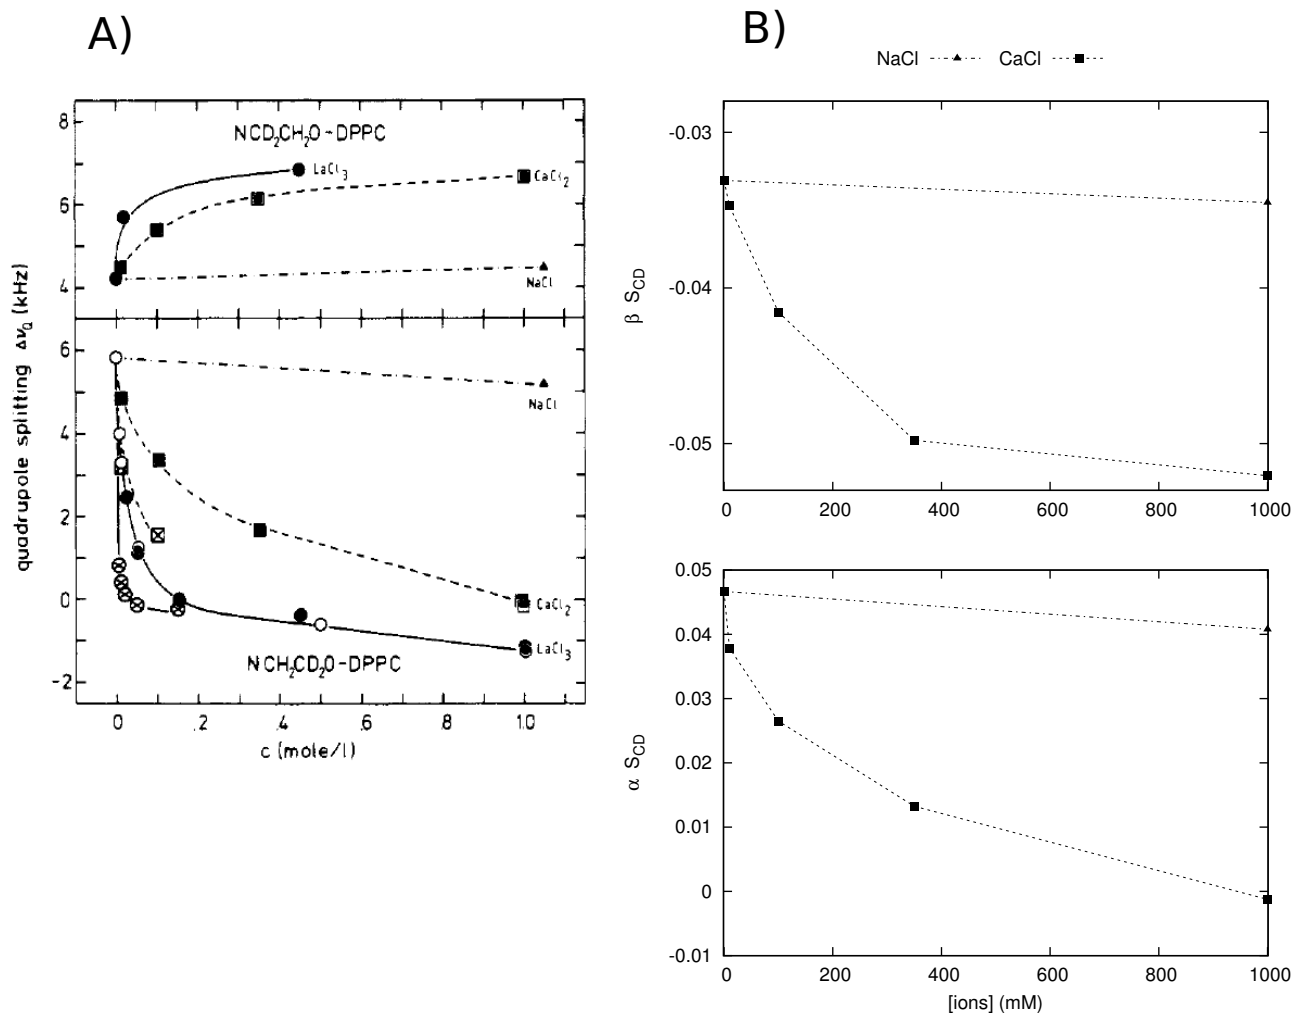 A)
NCD2CH2O-DPPC
LaCl3
CaCl2
NaCl
8
6
4
quadrupole splitting ΔνQ (kHz)
NaCl
6
4
2
0
-2
CaCl2
LaCl3
NCH2CD2O-DPPC
0 .2 .4 .6 .8 1.0
c (mole/l)
B)
NaCl CaCl
-0.03
-0.04
-0.05
β SCD
0 200 400 600 800 1000
0.05
0.04
0.03
0.02
0.01
0
-0.01
α SCD
0 200 400 600 800 1000
[ions] (mM)